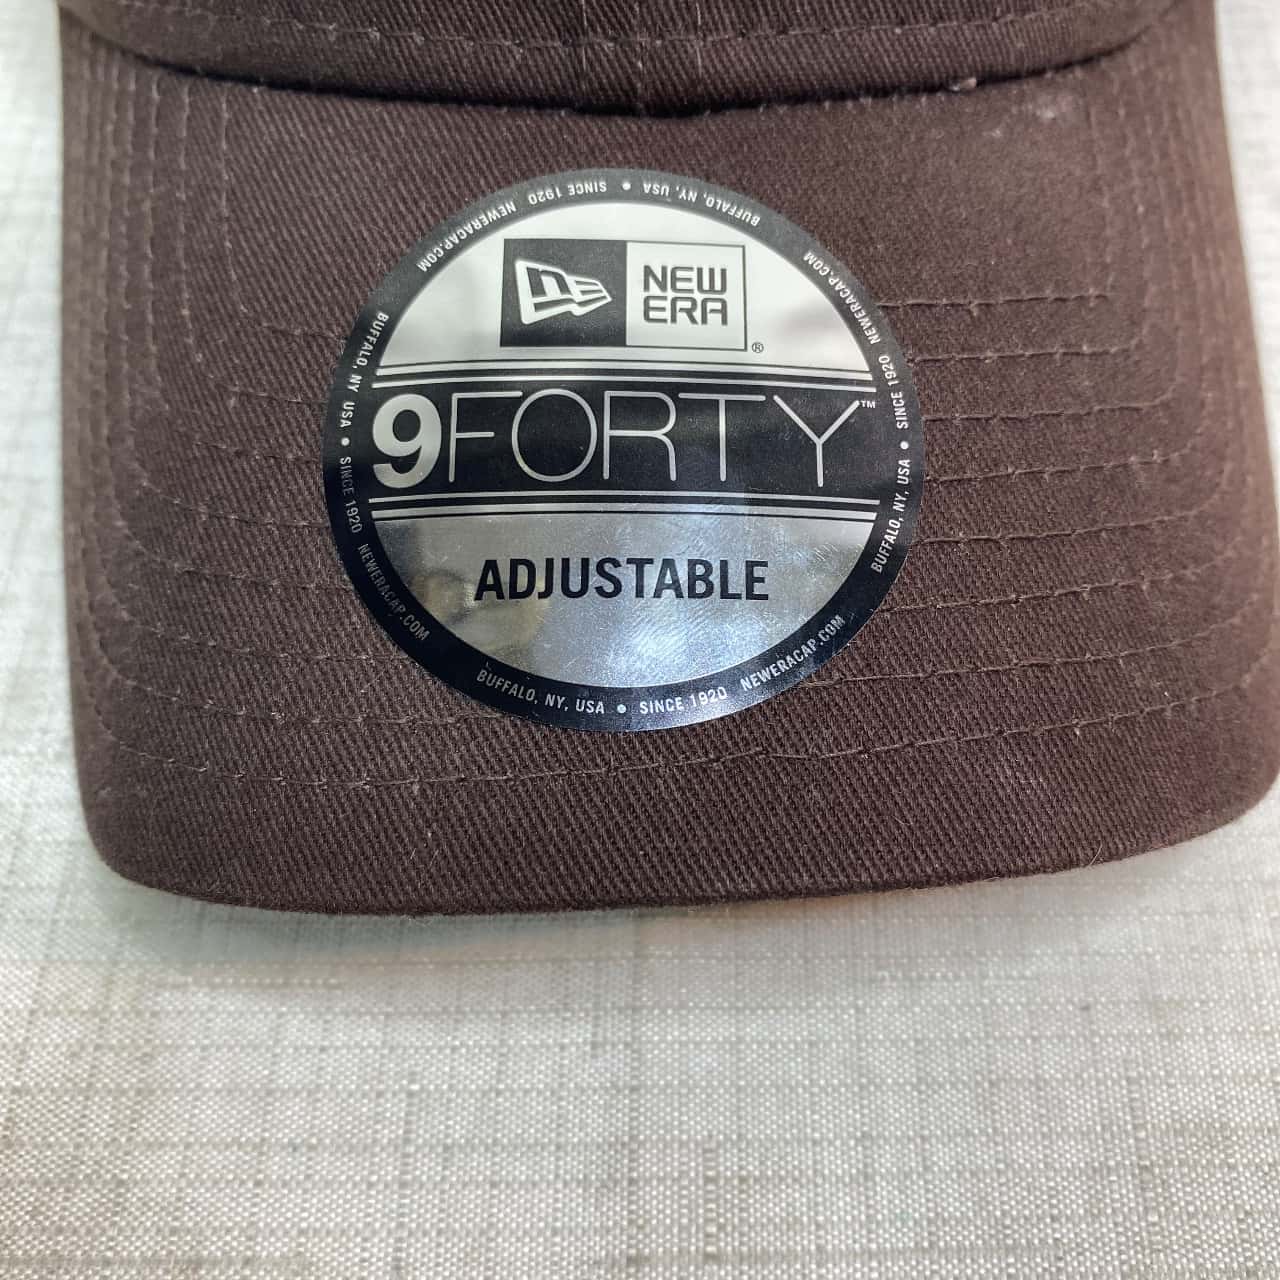 NEW
ERA
®
9FORTY™
ADJUSTABLE
BUFFALO, NY, USA • SINCE 1920 NEWERACAP.COM
BUFFALO, NY, USA • SINCE 1920 NEWERACAP.COM
BUFFALO, NY, USA • SINCE 1920 NEWERACAP.COM
BUFFALO, NY USA • SINCE 1920 NEWERACAP.COM